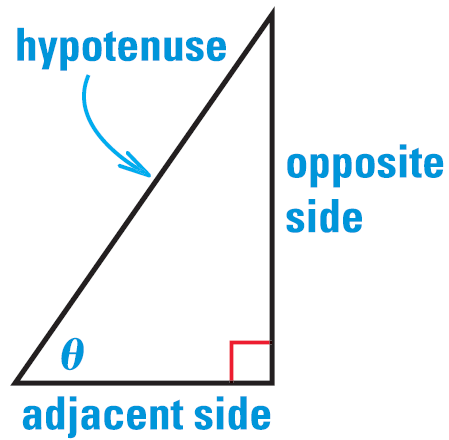 hypotenuse
opposite
side
θ
adjacent side